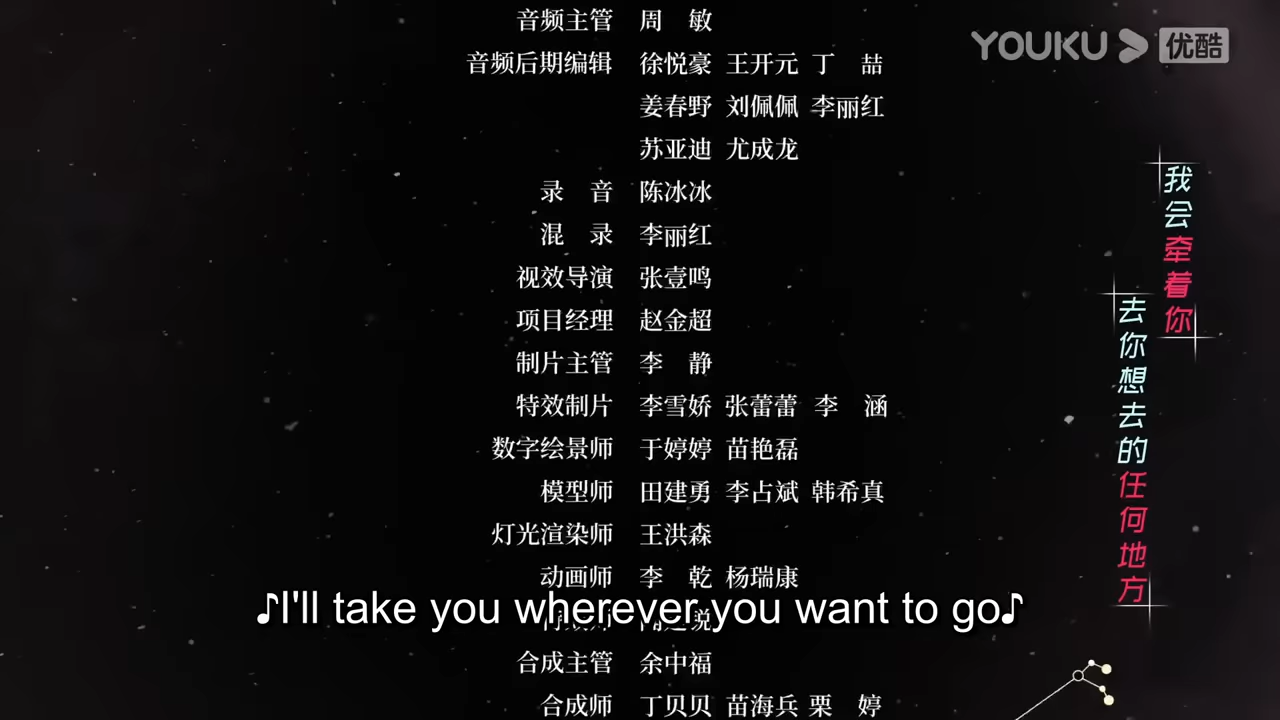 音频主管 周 敏
音频后期编辑 徐悦豪 王开元 丁 喆
姜春野 刘佩佩 李丽红
苏亚迪 尤成龙
录 音 陈冰冰
混 录 李丽红
视效导演 张壹鸣
项目经理 赵金超
制片主管 李 静
特效制片 李雪娇 张蕾蕾 李 涵
数字绘景师 于婷婷 苗艳磊
模型师 田建勇 李占斌 韩希真
灯光渲染师 王洪森
动画师 李 乾 杨瑞康
♪I'll take you wherever you want to go♪
合成主管 余中福
合成师 丁贝贝 苗海兵 栗 婷
YOUKU 优酷
我会牵着你
去你想去的任何地方